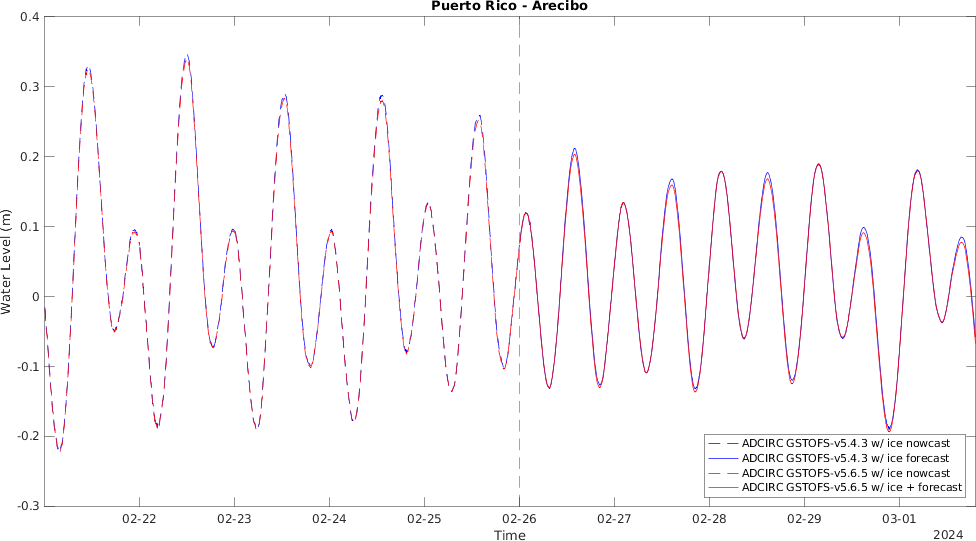 Puerto Rico - Arecibo
0.4
0.3
0.2
0.1
0
-0.1
-0.2
-0.3
Water Level (m)
ADCIRC GSTOFS-v5.4.3 w/ ice nowcast
ADCIRC GSTOFS-v5.4.3 w/ ice forecast
ADCIRC GSTOFS-v5.6.5 w/ ice nowcast
ADCIRC GSTOFS-v5.6.5 w/ ice + forecast
02-22 02-23 02-24 02-25 02-26 02-27 02-28 02-29 03-01
Time
2024